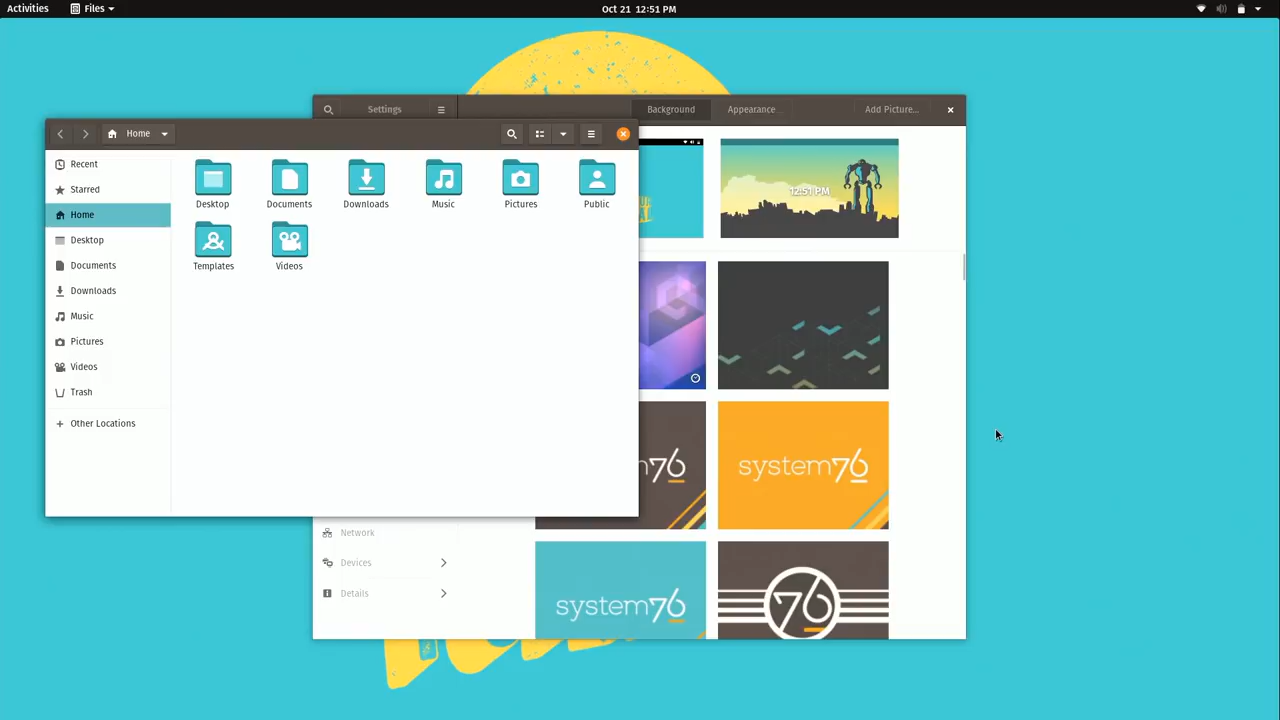 Activities
Files
Oct 21 12:51 PM
Settings
Background
Appearance
Add Picture...
Home
Recent
Starred
Home
Desktop
Documents
Downloads
Music
Pictures
Videos
Trash
Other Locations
Desktop
Documents
Downloads
Music
Pictures
Public
Templates
Videos
12:51 PM
76
system76
Network
Devices
Details
system76
76